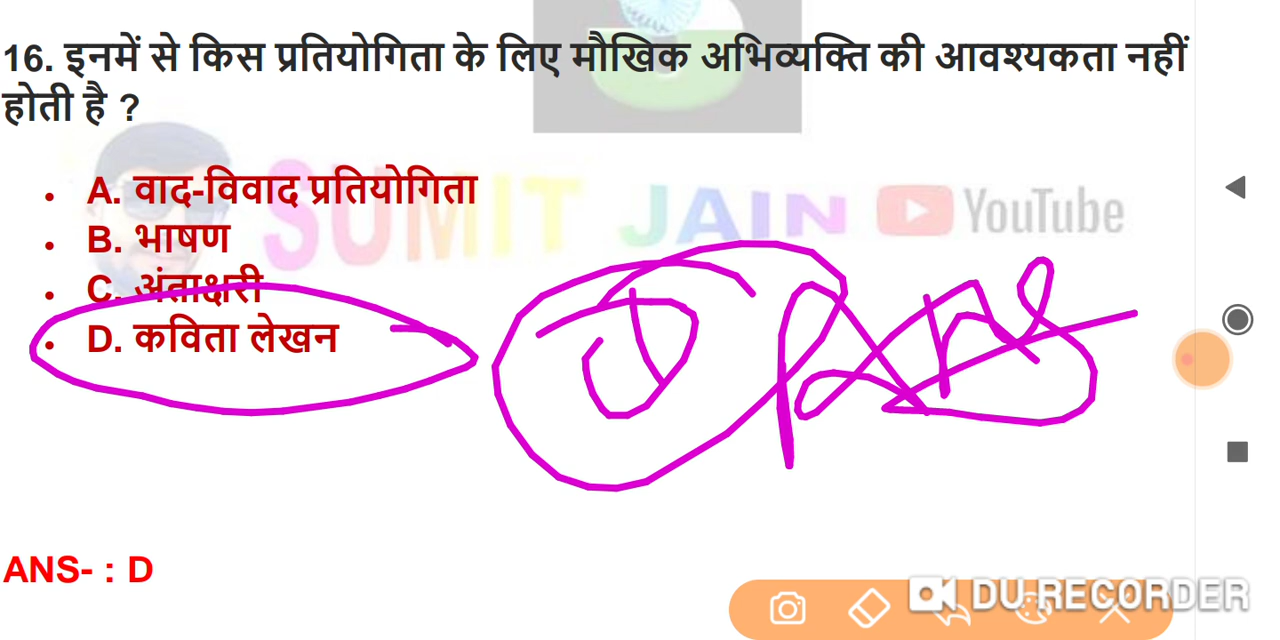 16. इनमें से किस प्रतियोगिता के लिए मौखिक अभिव्यक्ति की आवश्यकता नहीं
होती है ?
SUMIT JAIN YouTube
• A. वाद-विवाद प्रतियोगिता
• B. भाषण
• C. अंताक्षरी
• D. कविता लेखन
ANS- : D
DU RECORDER